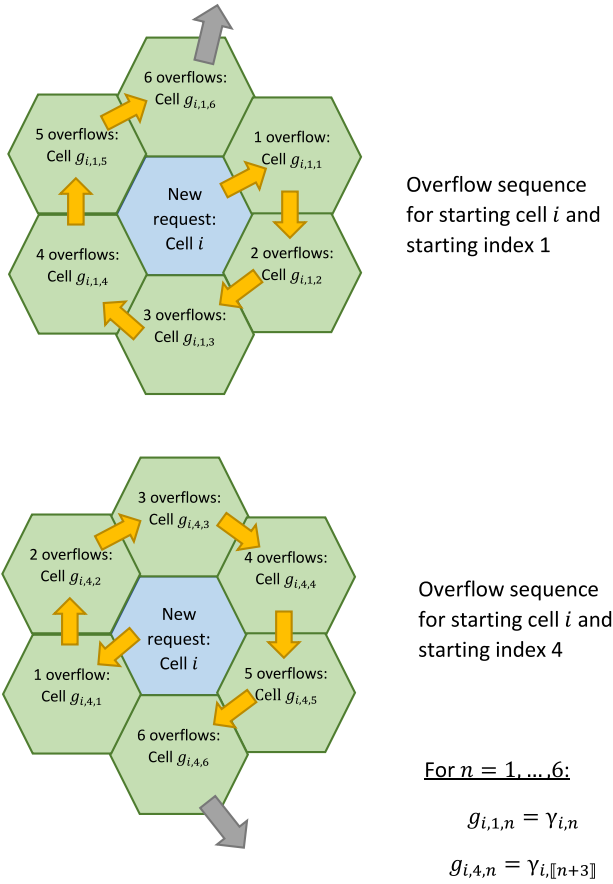 6 overflows:
Cell g_{i,1,6}
5 overflows:
Cell g_{i,1,5}
1 overflow:
Cell g_{i,1,1}
New
request:
Cell i
4 overflows:
Cell g_{i,1,4}
2 overflows:
Cell g_{i,1,2}
3 overflows:
Cell g_{i,1,3}
Overflow sequence
for starting cell i and
starting index 1
3 overflows:
Cell g_{i,4,3}
2 overflows:
Cell g_{i,4,2}
4 overflows:
Cell g_{i,4,4}
New
request:
Cell i
1 overflow:
Cell g_{i,4,1}
5 overflows:
Cell g_{i,4,5}
6 overflows:
Cell g_{i,4,6}
Overflow sequence
for starting cell i and
starting index 4
For n = 1, … ,6:
g_{i,1,n} = γ_{i,n}
g_{i,4,n} = γ_{i,⟦n+3⟧}